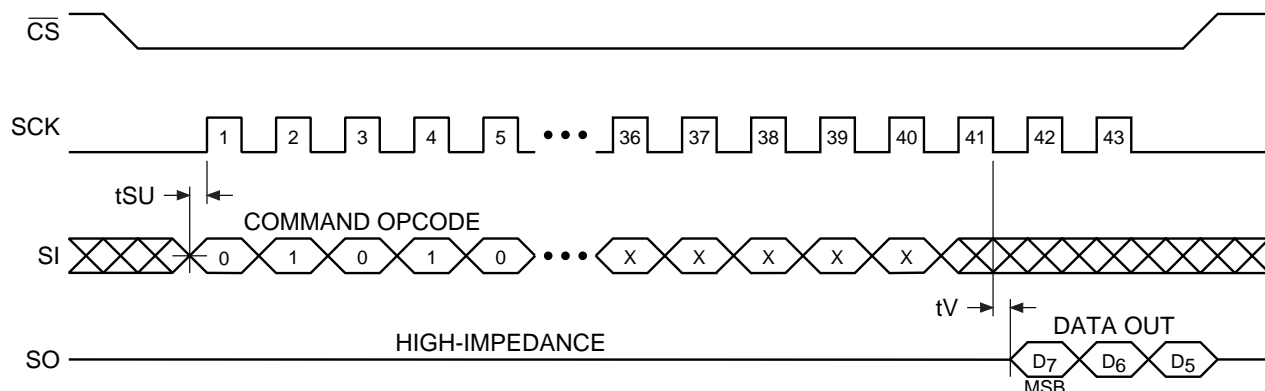 CS
SCK 1 2 3 4 5 ••• 36 37 38 39 40 41 42 43
tSU
COMMAND OPCODE
SI 0 1 0 1 0 ••• X X X X X
tV
DATA OUT
HIGH-IMPEDANCE
SO D7 D6 D5
MSB